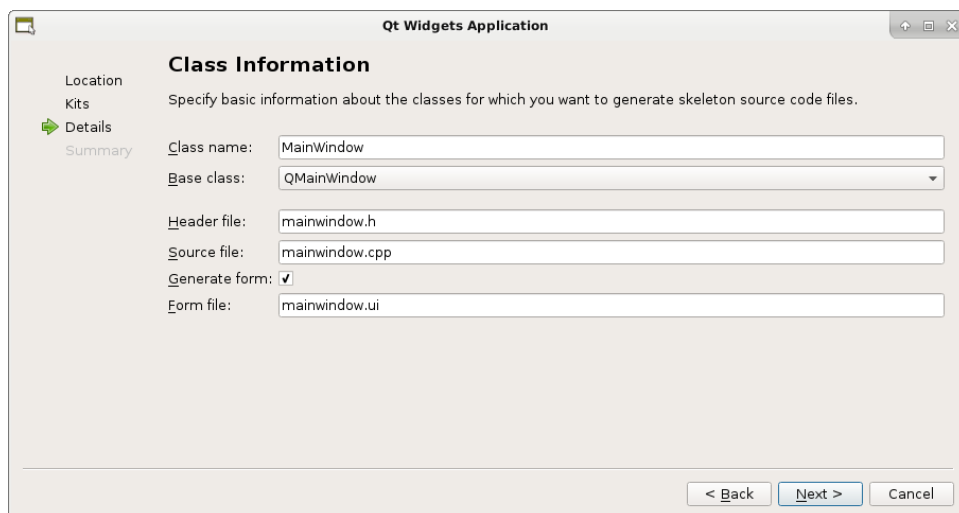 Qt Widgets Application
Location
Kits
Details
Summary
Class Information
Specify basic information about the classes for which you want to generate skeleton source code files.
Class name: MainWindow
Base class: QMainWindow
Header file: mainwindow.h
Source file: mainwindow.cpp
Generate form:
Form file: mainwindow.ui
< Back Next > Cancel